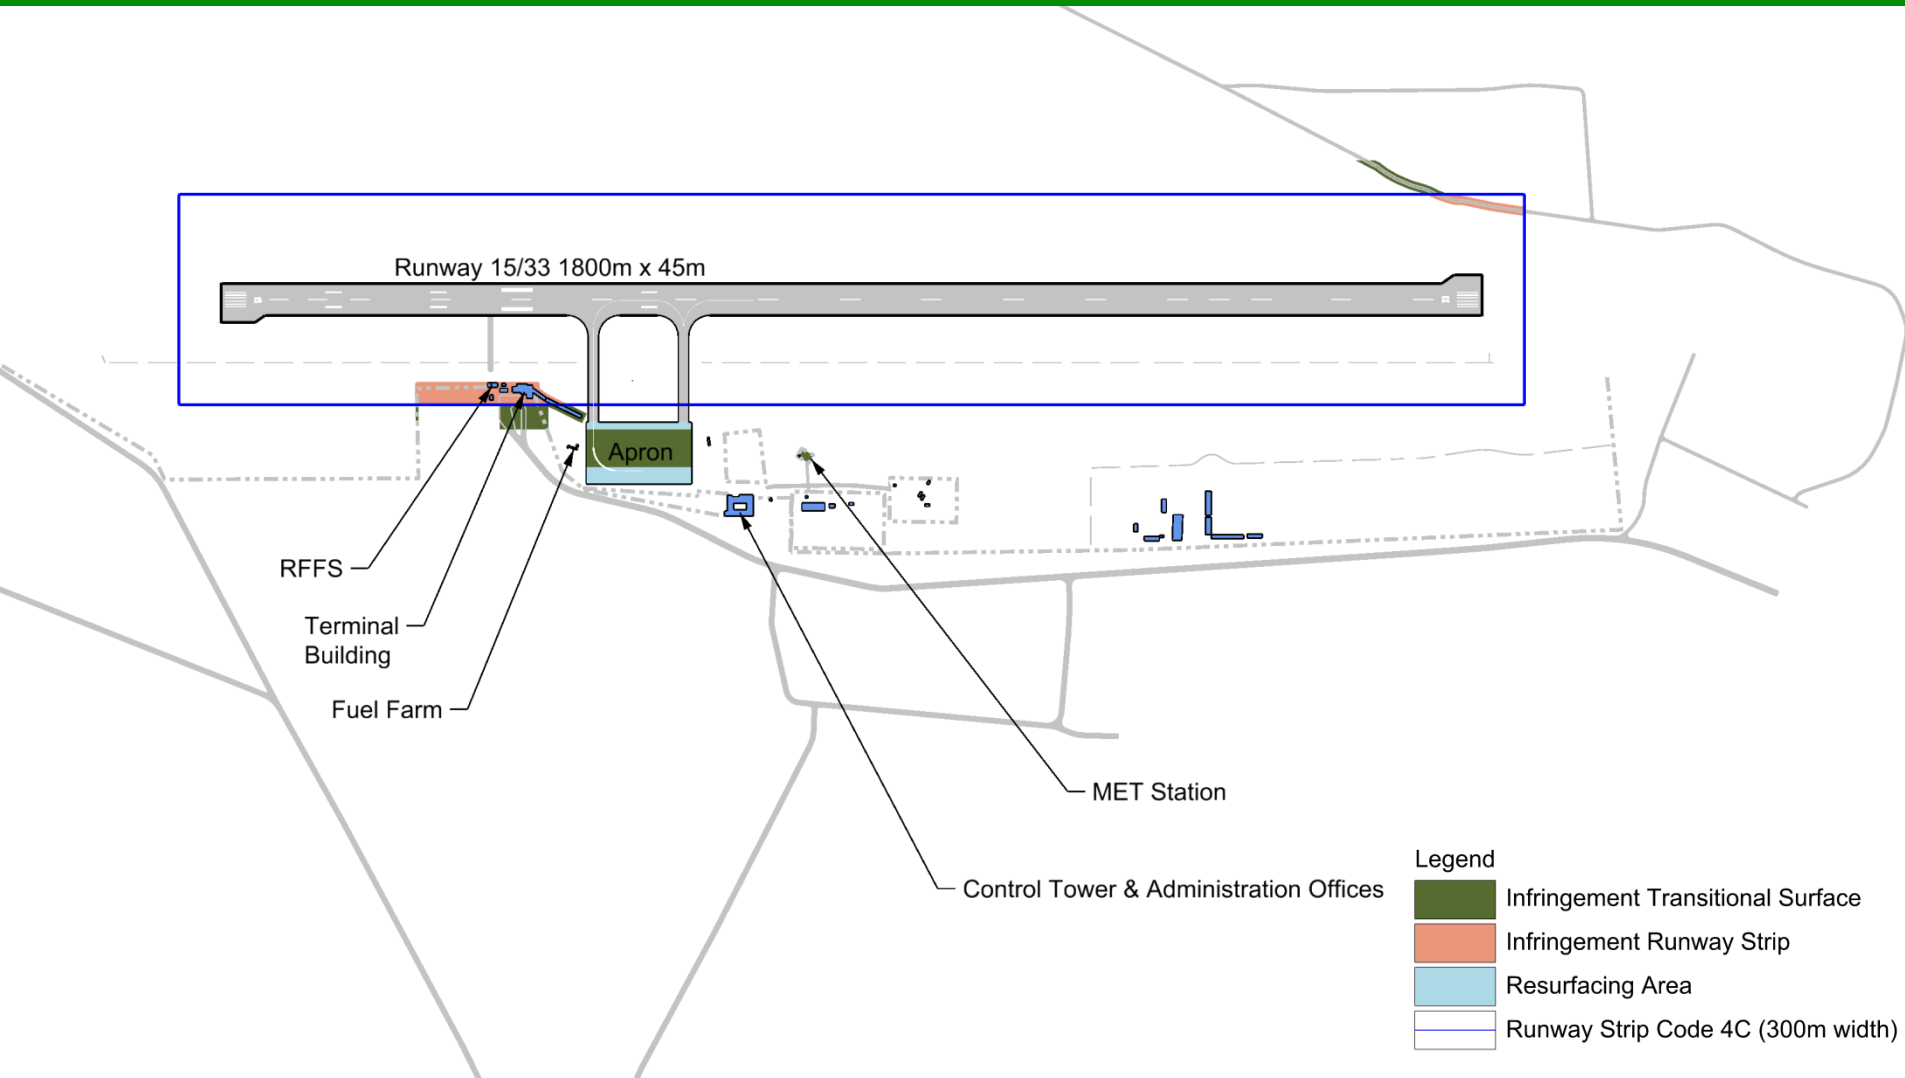 Runway 15/33 1800m x 45m
Apron
RFFS
Terminal
Building
Fuel Farm
MET Station
Control Tower & Administration Offices
Legend
Infringement Transitional Surface
Infringement Runway Strip
Resurfacing Area
Runway Strip Code 4C (300m width)